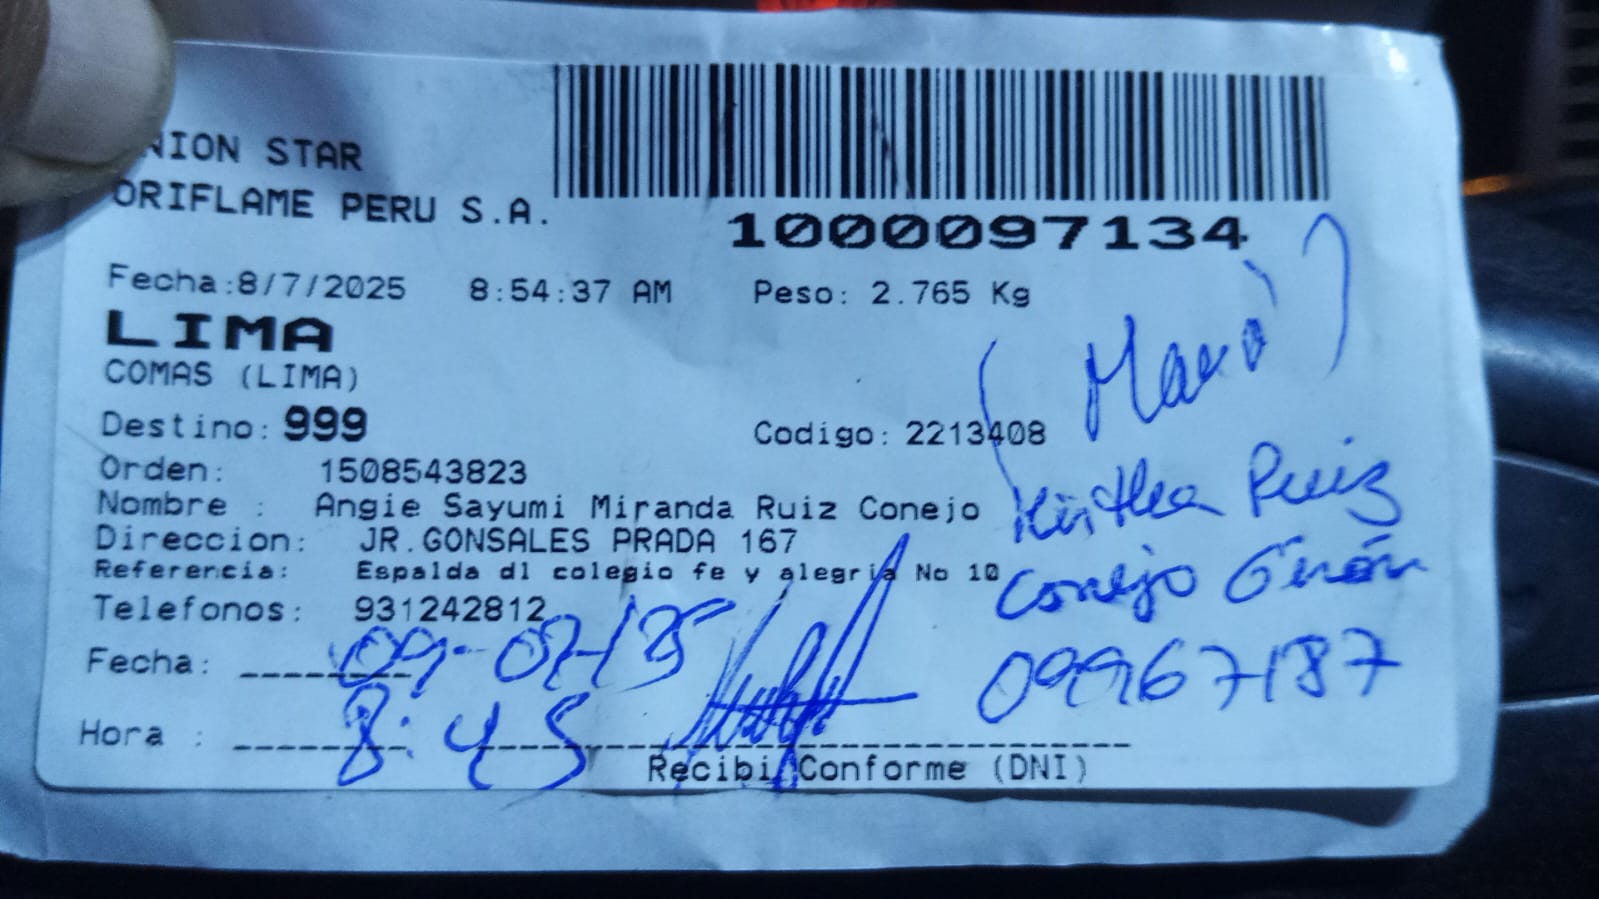 NION STAR
ORIFLAME PERU S.A.
1000097134
Fecha:8/7/2025 8:54:37 AM Peso: 2.765 Kg
LIMA
COMAS (LIMA)
Destino: 999 Codigo: 2213408
Orden: 1508543823
Nombre : Angie Sayumi Miranda Ruiz Conejo
Direccion: JR.GONSALES PRADA 167
Referencia: Espalda dl colegio fe y alegria No 10
Telefonos: 931242812
Fecha: 09-07-25
Hora : 8:45
Recibi Conforme (DNI)
Ruiz
Conejo
09967187